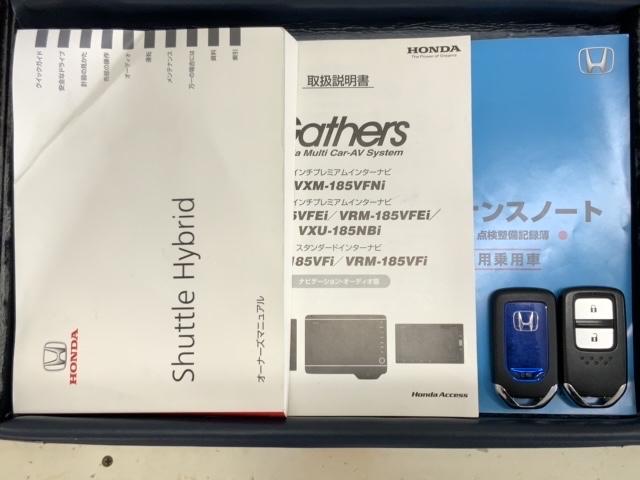 クイックガイド
安全なドライブ
計器の見かた
各部の操作
オーディオ
運転
メンテナンス
万一の場合には
資料
索引
Shuttle Hybrid
オーナーズマニュアル
HONDA
HONDA
The Power of Dreams
取扱説明書
Gathers
a Multi Car-AV System
インチプレミアムインターナビ
VXM-185VFNi
インチプレミアムインターナビ
5VFEi／VRM-185VFEi／
VXU-185NBi
スタンダードインターナビ
185VFi／VRM-185VFi
ナビゲーション・オーディオ編
Honda Access
ンスノート
点検整備記録簿
用乗用車